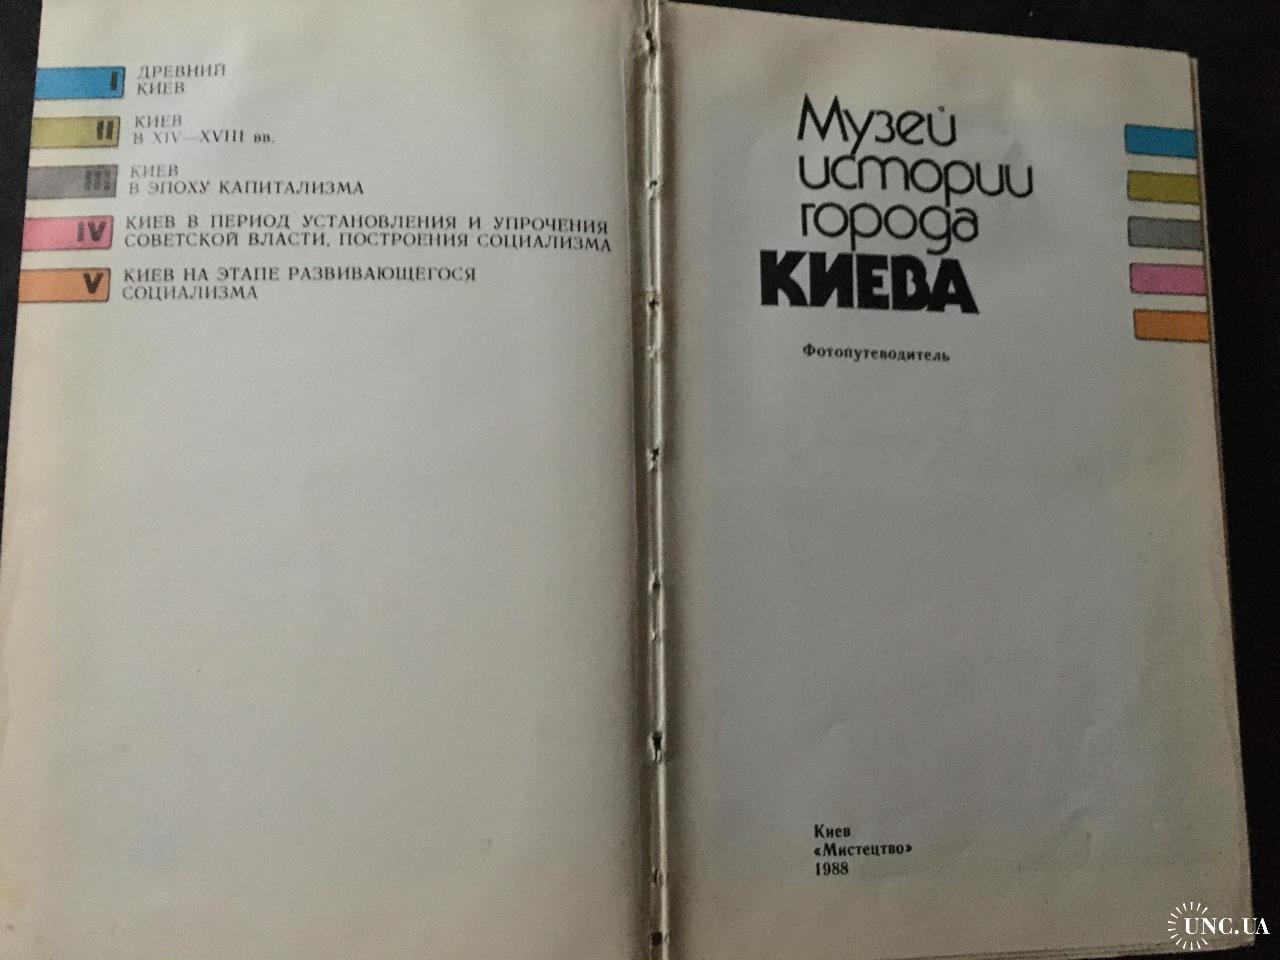 I
ДРЕВНИЙ
КИЕВ
II
КИЕВ
В XIV—XVIII вв.
III
КИЕВ
В ЭПОХУ КАПИТАЛИЗМА
IV
КИЕВ В ПЕРИОД УСТАНОВЛЕНИЯ И УПРОЧЕНИЯ
СОВЕТСКОЙ ВЛАСТИ, ПОСТРОЕНИЯ СОЦИАЛИЗМА
V
КИЕВ НА ЭТАПЕ РАЗВИВАЮЩЕГОСЯ
СОЦИАЛИЗМА
Музей
истории
города
КИЕВА
Фотопутеводитель
Киев
«Мистецтво»
1988
UNC.UA